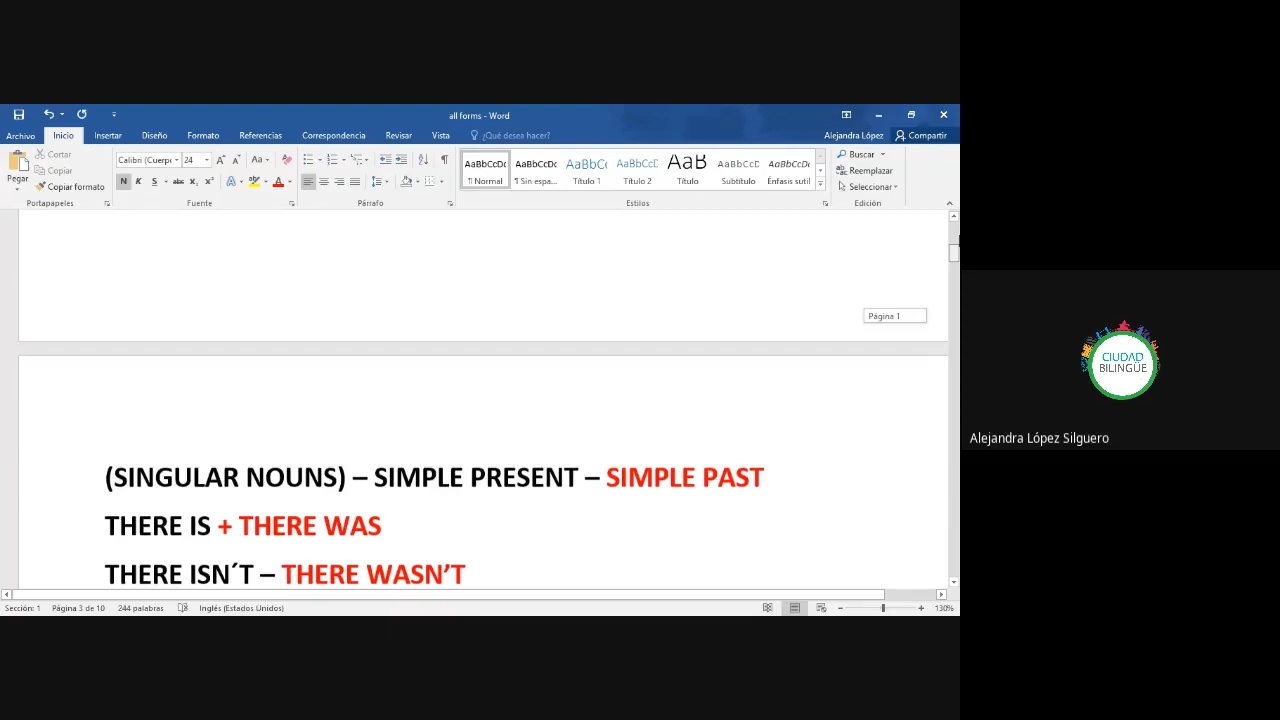 all forms - Word
Archivo Inicio Insertar Diseño Formato Referencias Correspondencia Revisar Vista ¿Qué desea hacer? Alejandra López Compartir
Pegar
Cortar
Copiar
Copiar formato
Portapapeles
Calibri (Cuerpo 24
Fuente
Párrafo
AaBbCcDc AaBbCcDc AaBbCc AaBbCcD AaB AaBbCcD AaBbCcDc
¶ Normal ¶ Sin espa... Título 1 Título 2 Título Subtítulo Énfasis sutil
Estilos
Buscar
Reemplazar
Seleccionar
Edición
Página 1
(SINGULAR NOUNS) – SIMPLE PRESENT – SIMPLE PAST
THERE IS + THERE WAS
THERE ISN´T – THERE WASN’T
Sección: 1 Página 3 de 10 244 palabras Inglés (Estados Unidos) 130%
CIUDAD
BILINGÜE
Alejandra López Silguero